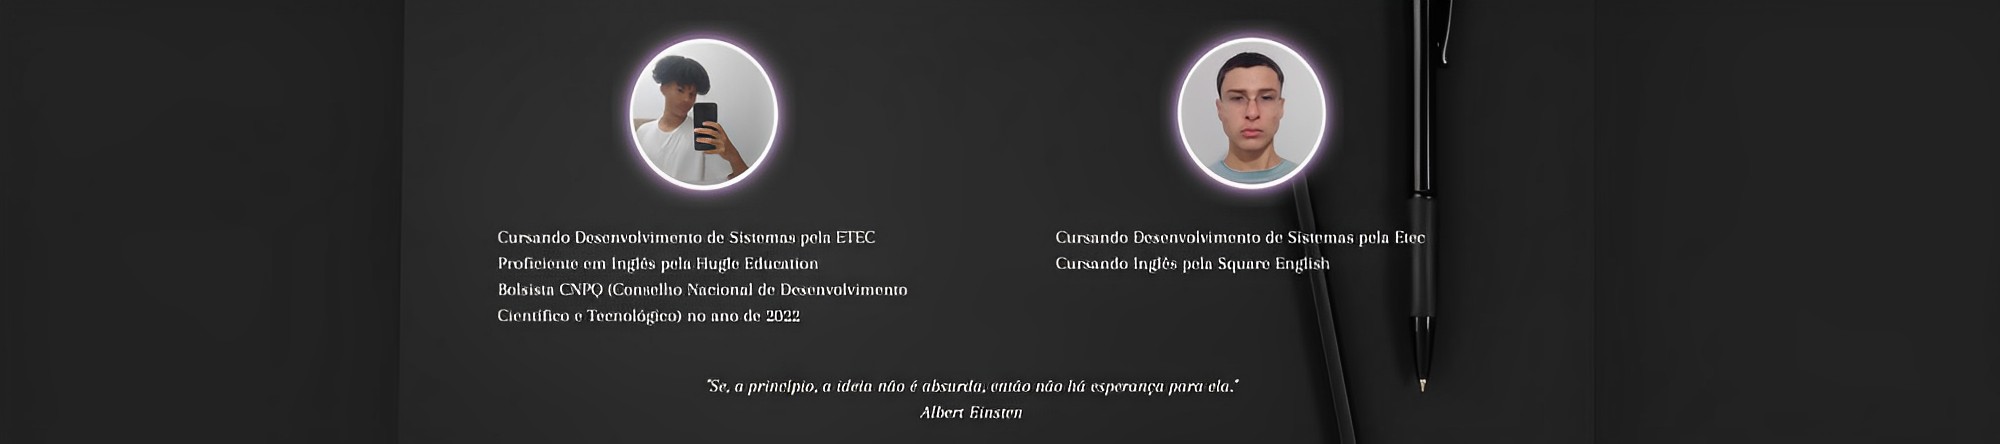 Cursando Desenvolvimento de Sistemas pela ETEC
Proficiente em Inglês pela Hugle Education
Bolsista CNPQ (Conselho Nacional de Desenvolvimento
Científico e Tecnológico) no ano de 2022
Cursando Desenvolvimento de Sistemas pela Etec
Cursando Inglês pela Square English
"Se, a princípio, a ideia não é absurda, então não há esperança para ela."
Albert Einsten